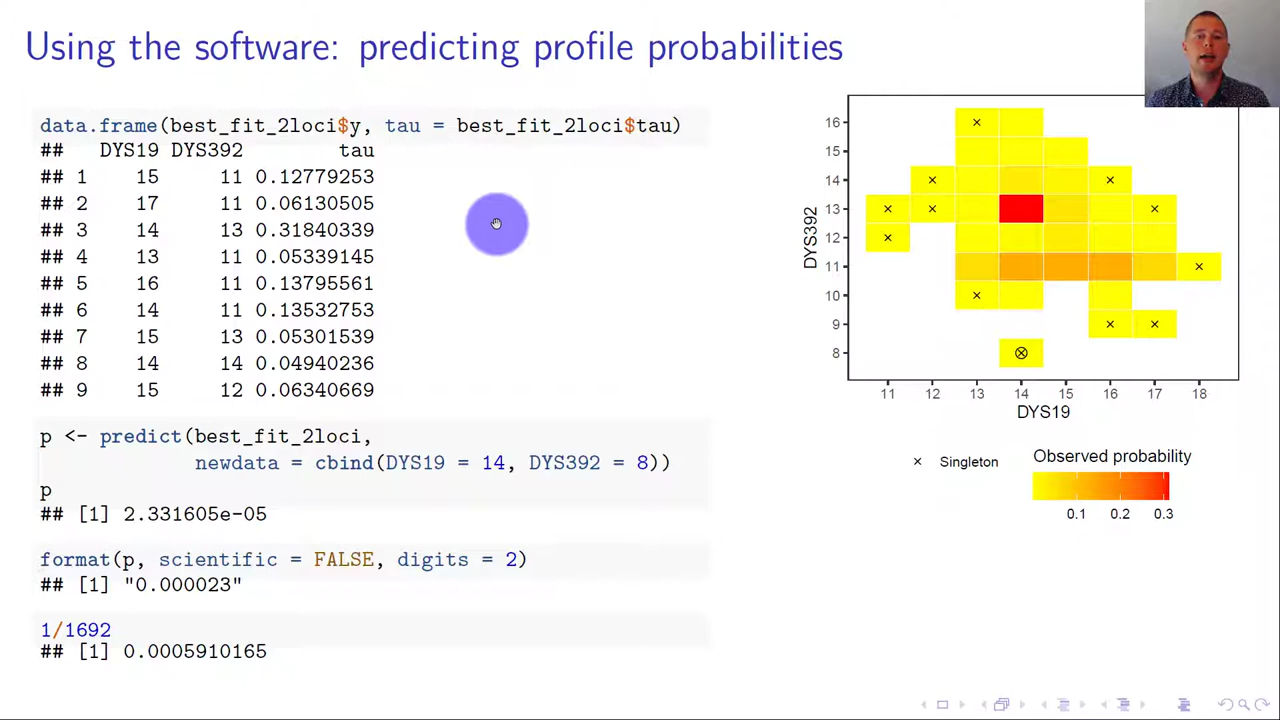 Using the software: predicting profile probabilities
data.frame(best_fit_2loci$y, tau = best_fit_2loci$tau)
## DYS19 DYS392 tau
## 1 15 11 0.12779253
## 2 17 11 0.06130505
## 3 14 13 0.31840339
## 4 13 11 0.05339145
## 5 16 11 0.13795561
## 6 14 11 0.13532753
## 7 15 13 0.05301539
## 8 14 14 0.04940236
## 9 15 12 0.06340669
p <- predict(best_fit_2loci,
newdata = cbind(DYS19 = 14, DYS392 = 8))
p
## [1] 2.331605e-05
format(p, scientific = FALSE, digits = 2)
## [1] "0.000023"
1/1692
## [1] 0.0005910165
16
15
14
13
12
11
10
9
8
DYS392
11 12 13 14 15 16 17 18
DYS19
× Singleton
Observed probability
0.1 0.2 0.3